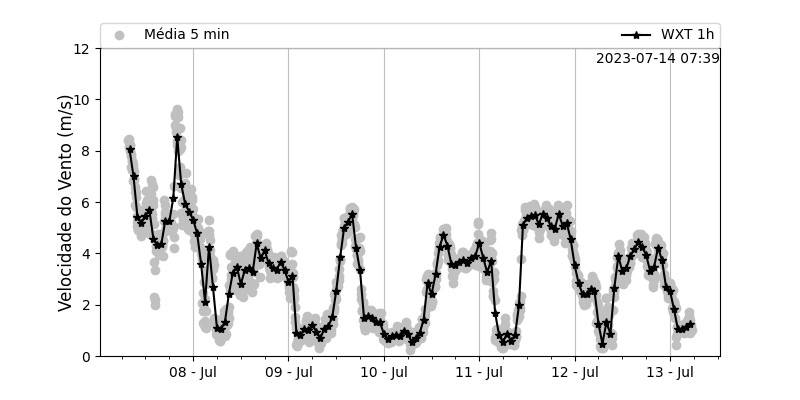 Média 5 min
WXT 1h
2023-07-14 07:39
Velocidade do Vento (m/s)
12
10
8
6
4
2
0
08 - Jul
09 - Jul
10 - Jul
11 - Jul
12 - Jul
13 - Jul